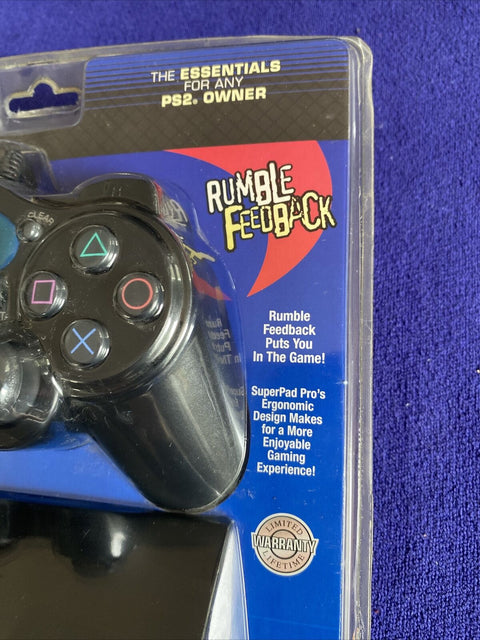 THE ESSENTIALS
FOR ANY
PS2® OWNER
RUMBLE
FEEDBACK
CLEAR
Rumble
Feedback
Puts You
In The Game!
SuperPad Pro's
Ergonomic
Design Makes
for a More
Enjoyable
Gaming
Experience!
LIMITED
WARRANTY
LIFETIME